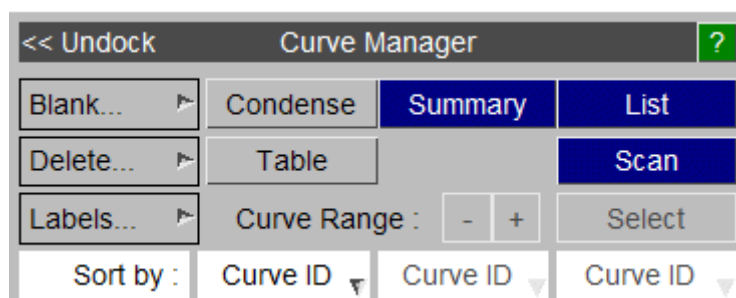 << Undock Curve Manager ?
Blank... Condense Summary List
Delete... Table Scan
Labels... Curve Range : - + Select
Sort by : Curve ID Curve ID Curve ID